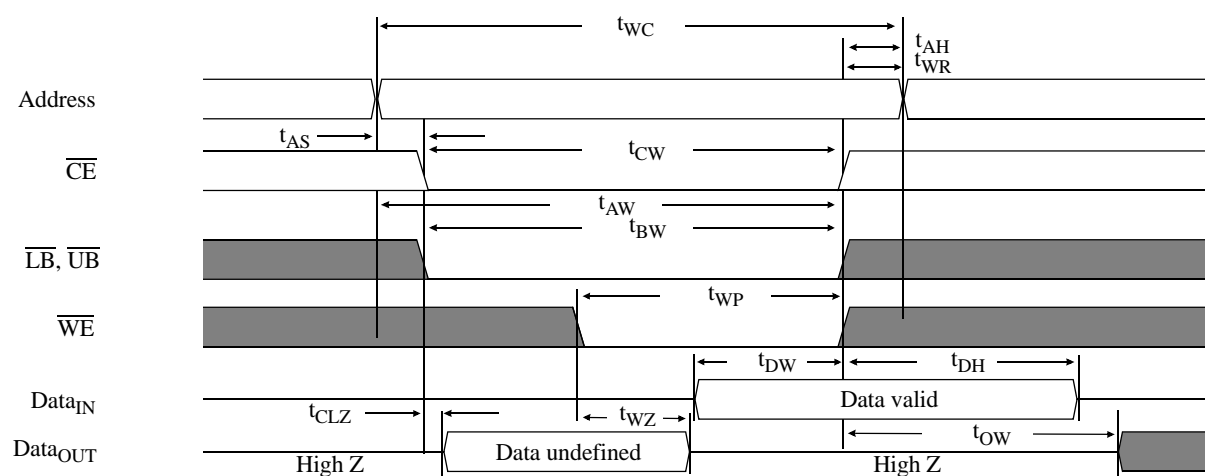 tWC
tAH
tWR
Address
tAS
tCW
CE
tAW
tBW
LB, UB
tWP
WE
tDW
tDH
DataIN
Data valid
tCLZ
tWZ
tOW
DataOUT
Data undefined
High Z
High Z